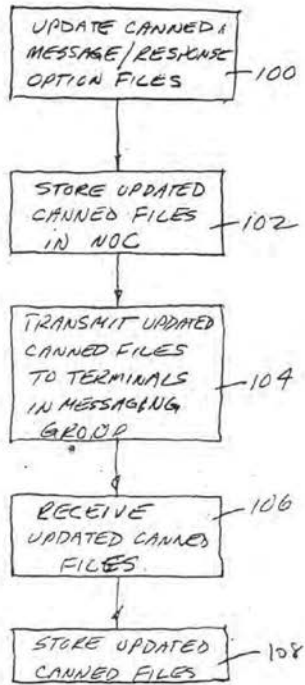 UPDATE CANNED
MESSAGE/RESPONSE
OPTION FILES
100
STORE UPDATED
CANNED FILES
IN NOC
102
TRANSMIT UPDATED
CANNED FILES
TO TERMINALS
IN MESSAGING
GROUP
104
RECEIVE
UPDATED CANNED
FILES.
106
STORE UPDATED
CANNED FILES
108